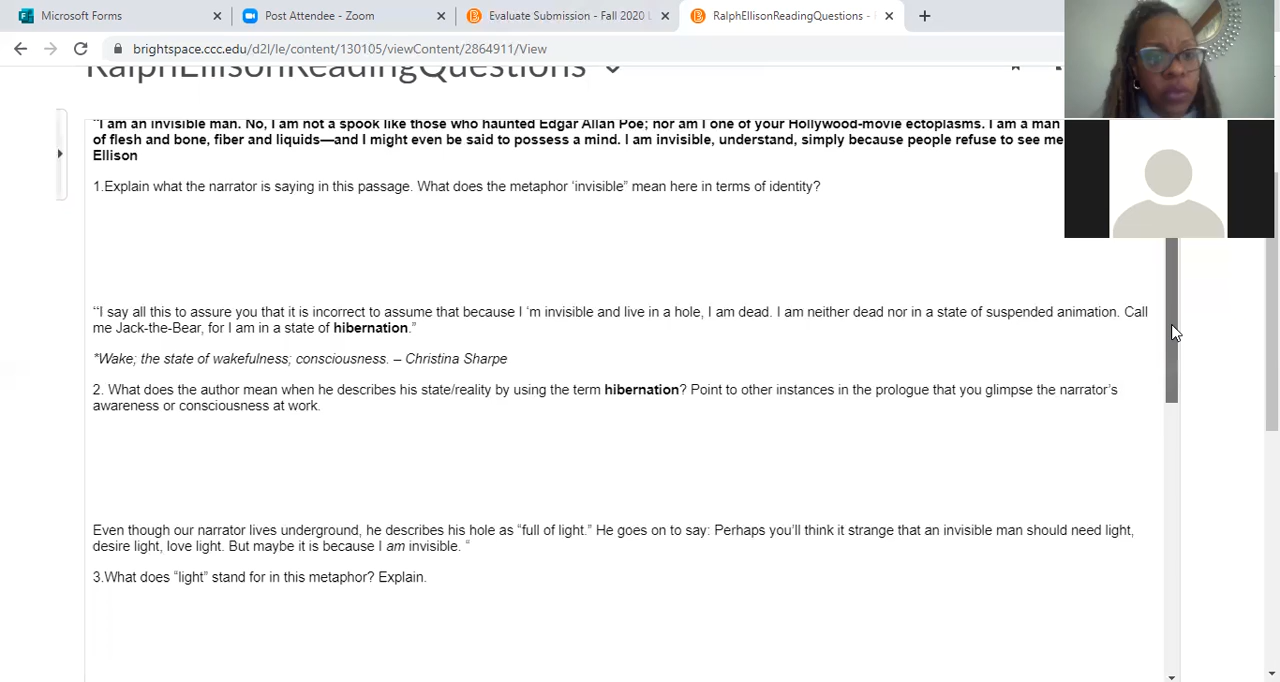 Microsoft Forms
Post Attendee - Zoom
Evaluate Submission - Fall 2020
RalphEllisonReadingQuestions -
brightspace.ccc.edu/d2l/le/content/130105/viewContent/2864911/View
RalphEllisonReadingQuestions
"I am an invisible man. No, I am not a spook like those who haunted Edgar Allan Poe; nor am I one of your Hollywood-movie ectoplasms. I am a man
of flesh and bone, fiber and liquids—and I might even be said to possess a mind. I am invisible, understand, simply because people refuse to see me
Ellison
1.Explain what the narrator is saying in this passage. What does the metaphor ‘invisible” mean here in terms of identity?
“I say all this to assure you that it is incorrect to assume that because I ‘m invisible and live in a hole, I am dead. I am neither dead nor in a state of suspended animation. Call
me Jack-the-Bear, for I am in a state of hibernation.”
*Wake; the state of wakefulness; consciousness. – Christina Sharpe
2. What does the author mean when he describes his state/reality by using the term hibernation? Point to other instances in the prologue that you glimpse the narrator’s
awareness or consciousness at work.
Even though our narrator lives underground, he describes his hole as “full of light.” He goes on to say: Perhaps you’ll think it strange that an invisible man should need light,
desire light, love light. But maybe it is because I am invisible. “
3.What does “light” stand for in this metaphor? Explain.